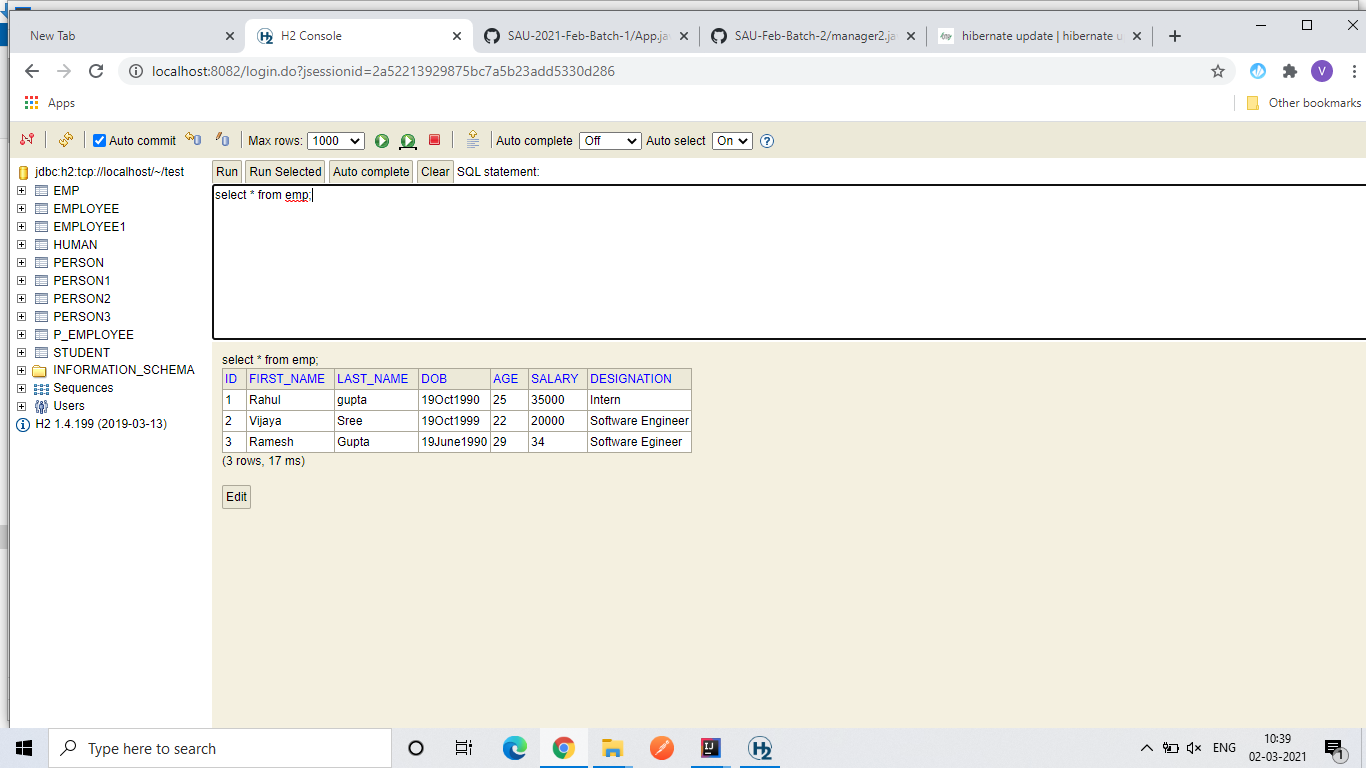 New Tab
H2 Console
SAU-2021-Feb-Batch-1/App.ja
SAU-Feb-Batch-2/manager2.ja
hibernate update | hibernate u
localhost:8082/login.do?jsessionid=2a52213929875bc7a5b23add5330d286
V
Apps
Other bookmarks
Auto commit
Max rows: 1000
Auto complete Off
Auto select On
jdbc:h2:tcp://localhost/~/test
EMP
EMPLOYEE
EMPLOYEE1
HUMAN
PERSON
PERSON1
PERSON2
PERSON3
P_EMPLOYEE
STUDENT
INFORMATION_SCHEMA
Sequences
Users
H2 1.4.199 (2019-03-13)
Run Run Selected Auto complete Clear SQL statement:
select * from emp;
select * from emp;
ID FIRST_NAME LAST_NAME DOB AGE SALARY DESIGNATION
1 Rahul gupta 19Oct1990 25 35000 Intern
2 Vijaya Sree 19Oct1999 22 20000 Software Engineer
3 Ramesh Gupta 19June1990 29 34 Software Egineer
(3 rows, 17 ms)
Edit
Type here to search
H2
ENG
10:39
02-03-2021
1